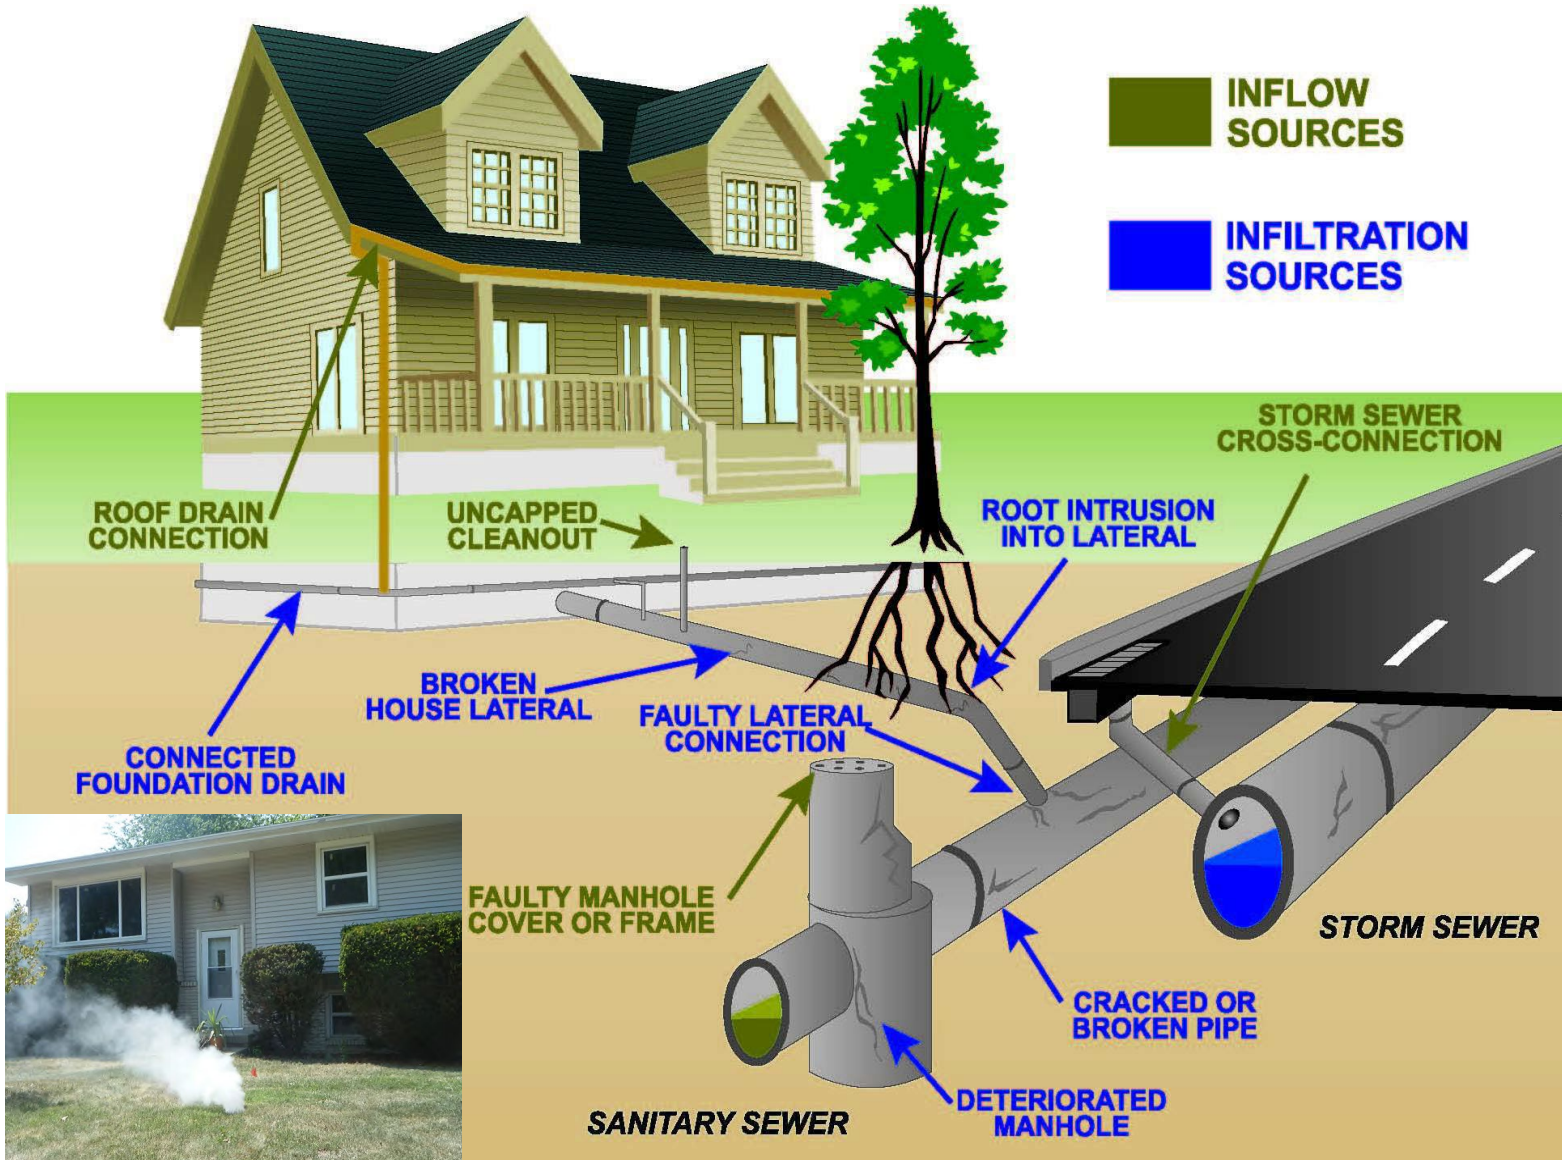 INFLOW
SOURCES
INFILTRATION
SOURCES
STORM SEWER
CROSS-CONNECTION
ROOF DRAIN
CONNECTION
UNCAPPED
CLEANOUT
ROOT INTRUSION
INTO LATERAL
BROKEN
HOUSE LATERAL
FAULTY LATERAL
CONNECTION
CONNECTED
FOUNDATION DRAIN
FAULTY MANHOLE
COVER OR FRAME
STORM SEWER
CRACKED OR
BROKEN PIPE
DETERIORATED
MANHOLE
SANITARY SEWER